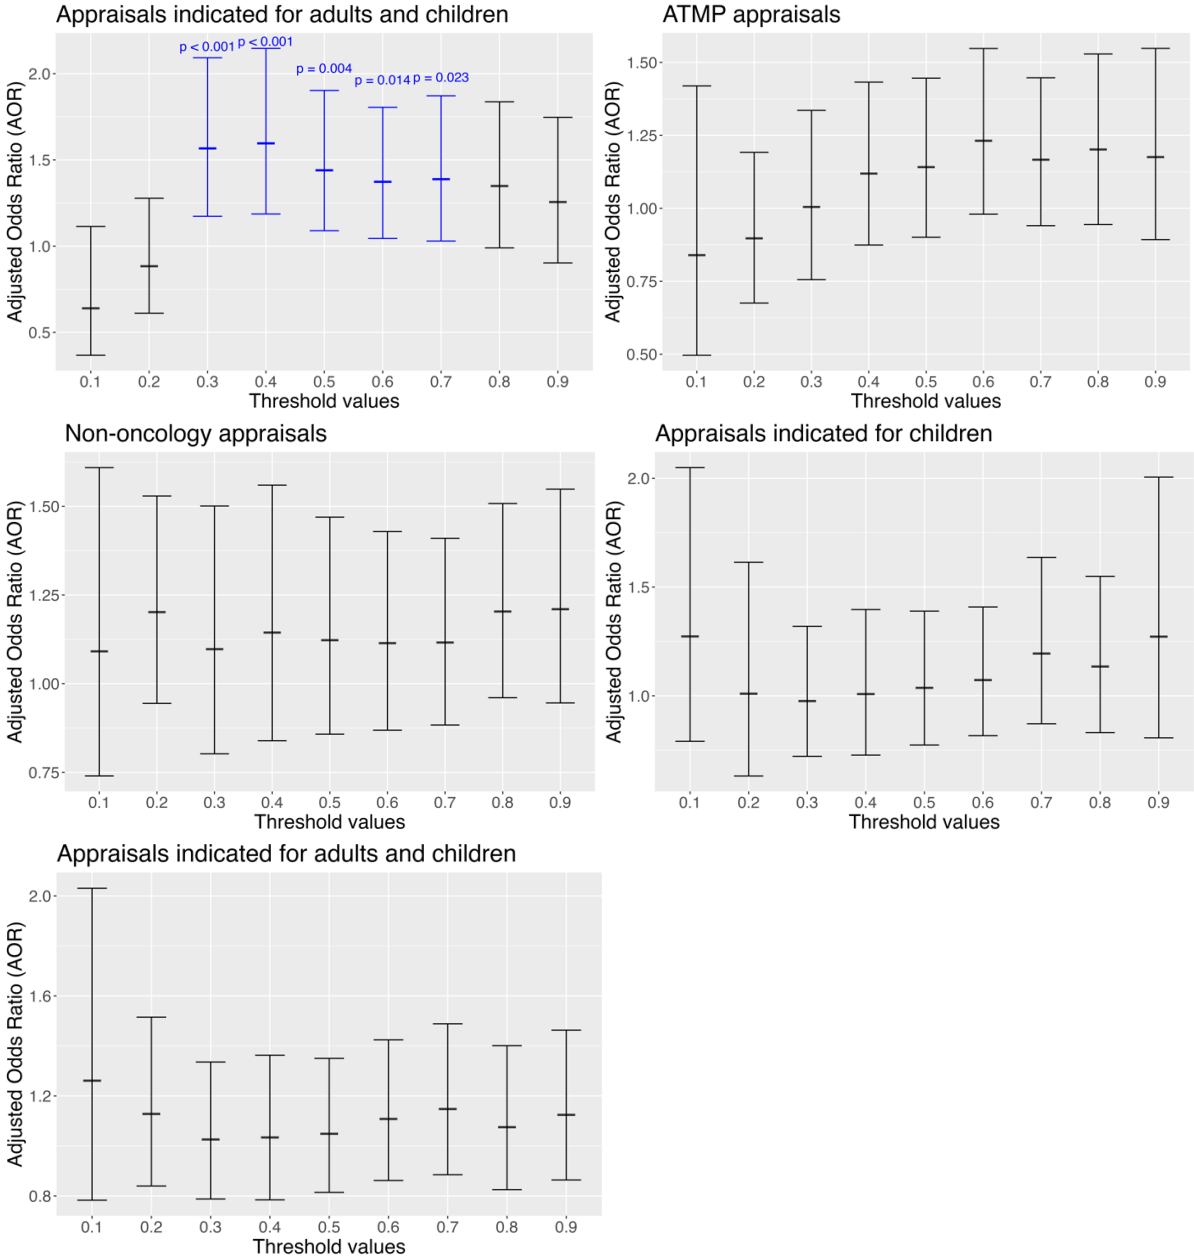 Appraisals indicated for adults and children
Adjusted Odds Ratio (AOR)
2.0
1.5
1.0
0.5
p < 0.001
p < 0.001
p = 0.004
p = 0.014
p = 0.023
0.1 0.2 0.3 0.4 0.5 0.6 0.7 0.8 0.9
Threshold values
ATMP appraisals
Adjusted Odds Ratio (AOR)
1.50
1.25
1.00
0.75
0.50
0.1 0.2 0.3 0.4 0.5 0.6 0.7 0.8 0.9
Threshold values
Non-oncology appraisals
Adjusted Odds Ratio (AOR)
1.50
1.25
1.00
0.75
0.1 0.2 0.3 0.4 0.5 0.6 0.7 0.8 0.9
Threshold values
Appraisals indicated for children
Adjusted Odds Ratio (AOR)
2.0
1.5
1.0
0.1 0.2 0.3 0.4 0.5 0.6 0.7 0.8 0.9
Threshold values
Appraisals indicated for adults and children
Adjusted Odds Ratio (AOR)
2.0
1.6
1.2
0.8
0.1 0.2 0.3 0.4 0.5 0.6 0.7 0.8 0.9
Threshold values